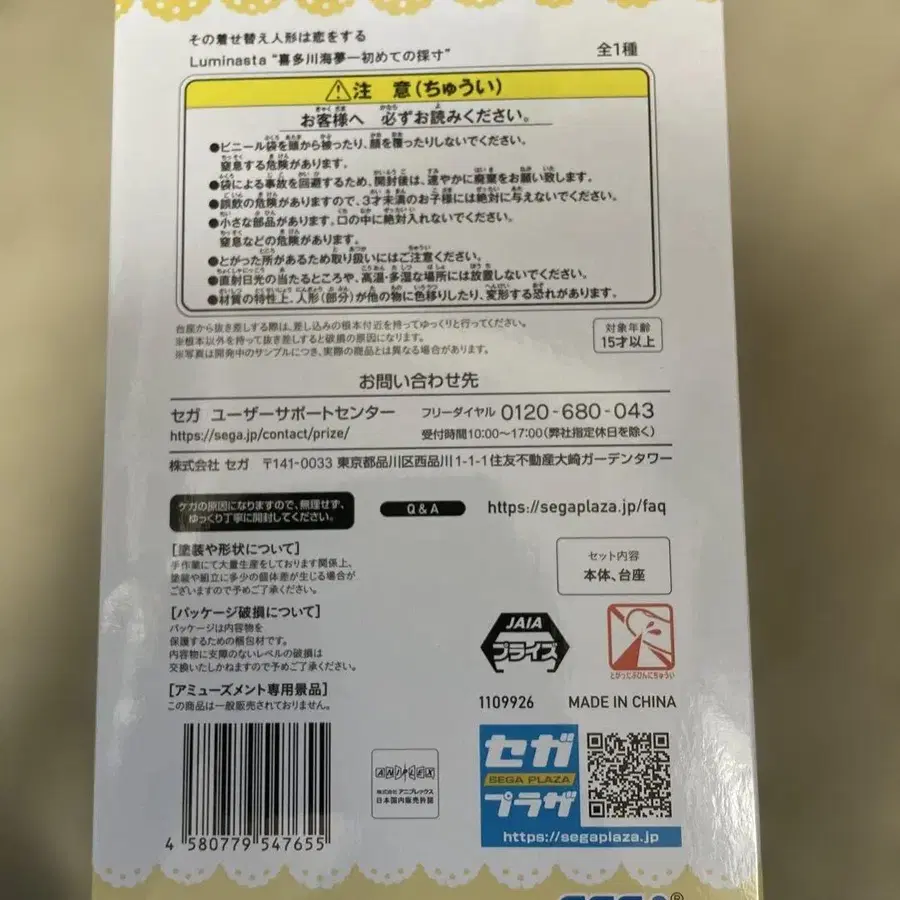 その着せ替え人形は恋をする
Luminasta "喜多川海夢―初めての採寸"
全1種
⚠注 意(ちゅうい)
お客様へ 必ずお読みください。
●ビニール袋を頭から被ったり、顔を覆ったりしないでください。
窒息する危険があります。
●袋による事故を回避するため、開封後は、速やかに廃棄をお願い致します。
●誤飲の危険がありますので、3才未満のお子様には絶対に与えないでください。
●小さな部品があります。口の中に絶対入れないでください。
窒息などの危険があります。
●とがった所があるため取り扱いにはご注意ください。
●直射日光の当たるところや、高温・多湿な場所には放置しないでください。
●材質の特性上、人形(部分)が他の物に色移りしたり、変形する恐れがあります。
台座から抜き差しする際は、差し込みの根本付近を持ってゆっくりと行ってください。
※根本以外を持って抜き差しすると破損の原因になります。
※写真は開発中のサンプルにつき、実際の商品とは異なる場合があります。
対象年齢
15才以上
お問い合わせ先
セガ ユーザーサポートセンター
フリーダイヤル 0120-680-043
https://sega.jp/contact/prize/
受付時間10:00~17:00(弊社指定休日を除く)
株式会社 セガ 〒141-0033 東京都品川区西品川1-1-1住友不動産大崎ガーデンタワー
ケガの原因になりますので、無理せず、
ゆっくり丁寧に開封してください。
Q&A
https://segaplaza.jp/faq
[塗装や形状について]
手作業にて大量生産をしております関係上、
塗装や組立に多少の個体差が生じる場合が
ございますので予めご了承ください。
セット内容
本体、台座
[パッケージ破損について]
パッケージは内容物を
保護するための梱包材です。
内容物に支障のないレベルの破損は
交換いたしかねますので予めご了承ください。
JAIA
プライズ
とがったぶひんにちゅうい
[アミューズメント専用景品]
この商品は一般販売されておりません。
1109926
MADE IN CHINA
ANIPLEX
株式会社 アニプレックス
日本国内販売許諾
セガ
SEGA PLAZA
プラザ
https://segaplaza.jp
4 580779 547655
SEGA®